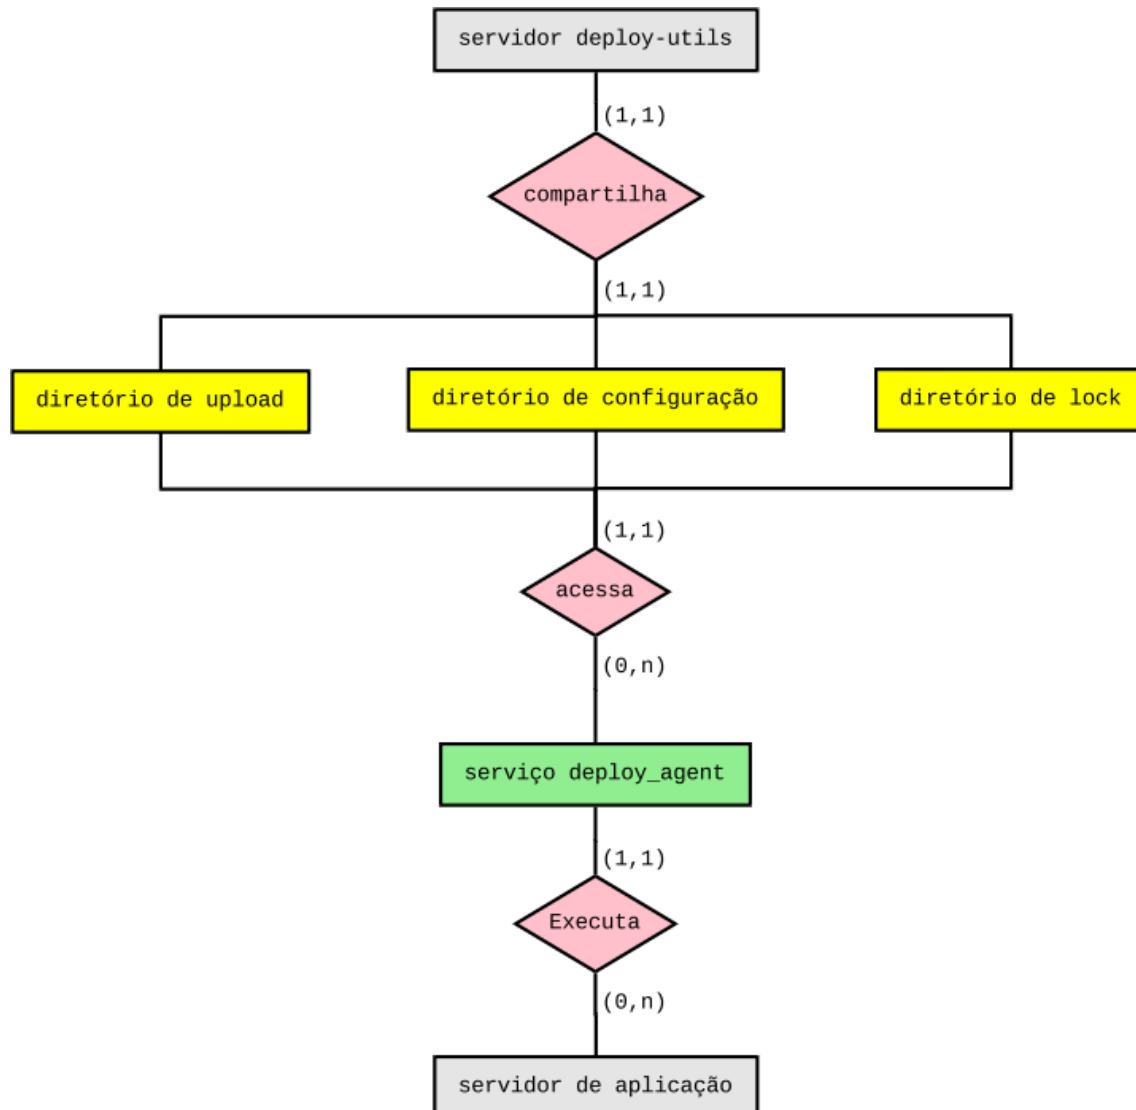 servidor deploy-utils
(1,1)
compartilha
(1,1)
diretório de upload
diretório de configuração
diretório de lock
(1,1)
acessa
(0,n)
serviço deploy_agent
(1,1)
Executa
(0,n)
servidor de aplicação